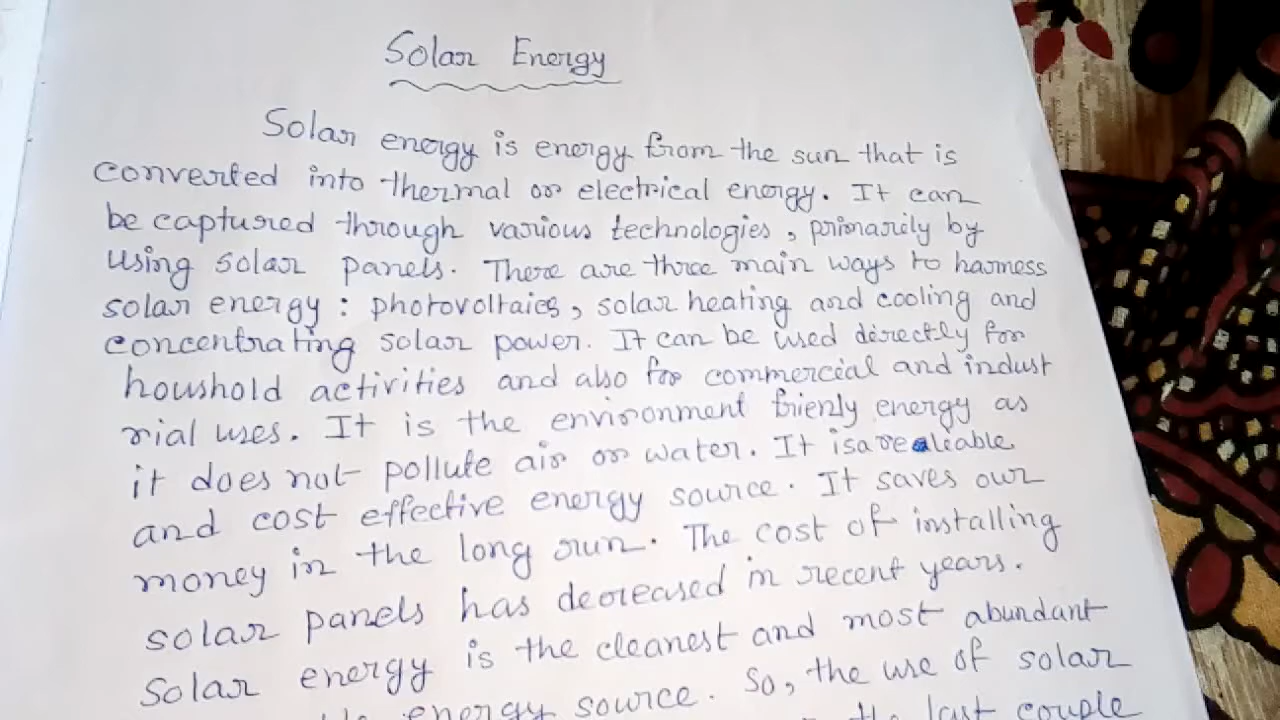 Solar Energy
Solar energy is energy from the sun that is
converted into thermal or electrical energy. It can
be captured through various technologies, primarily by
using solar panels. There are three main ways to harness
solar energy: photovoltaics, solar heating and cooling and
concentrating solar power. It can be used directly for
houshold activities and also for commercial and indust
rial uses. It is the environment frienly energy as
it does not pollute air or water. It is a realiable
and cost effective energy source. It saves our
money in the long run. The cost of installing
solar panels has decreased in recent years.
Solar energy is the cleanest and most abundant
energy source. So, the use of solar
the last couple